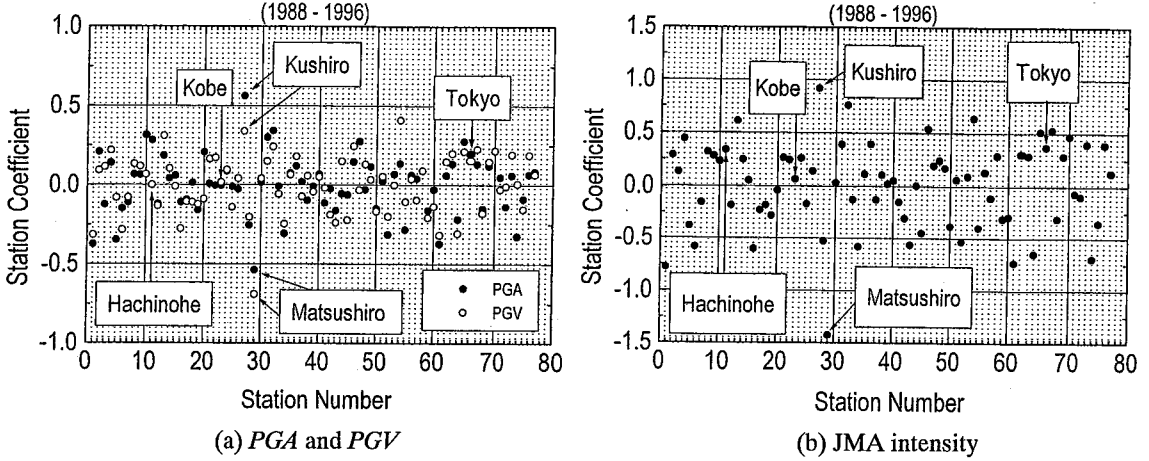 (1988 - 1996)
1.0
0.5
0.0
-0.5
-1.0
Station Coefficient
Kobe
Kushiro
Tokyo
Hachinohe
Matsushiro
PGA
PGV
0 10 20 30 40 50 60 70 80
Station Number
(a) PGA and PGV
(1988 - 1996)
1.5
1.0
0.5
0.0
-0.5
-1.0
-1.5
Station Coefficient
Kobe
Kushiro
Tokyo
Hachinohe
Matsushiro
0 10 20 30 40 50 60 70 80
Station Number
(b) JMA intensity